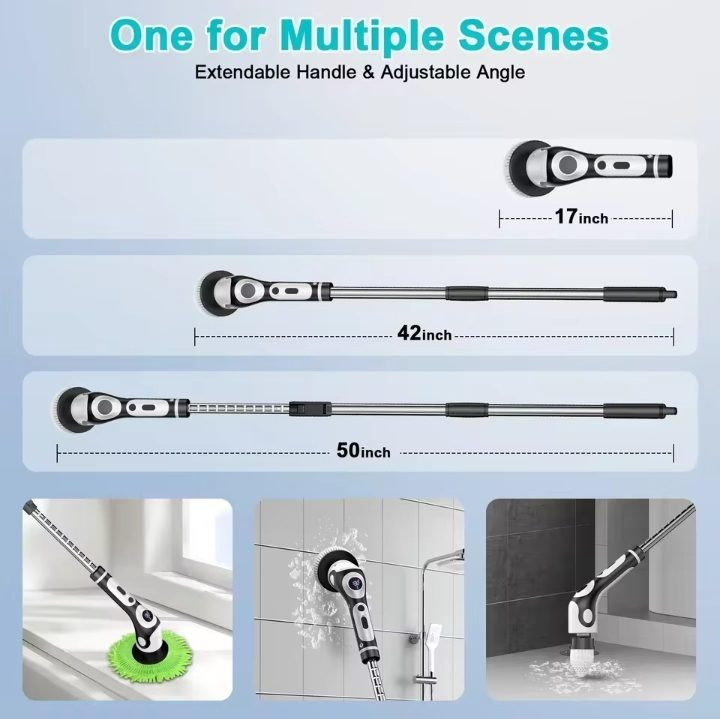 One for Multiple Scenes
Extendable Handle & Adjustable Angle
17inch
42inch
50inch